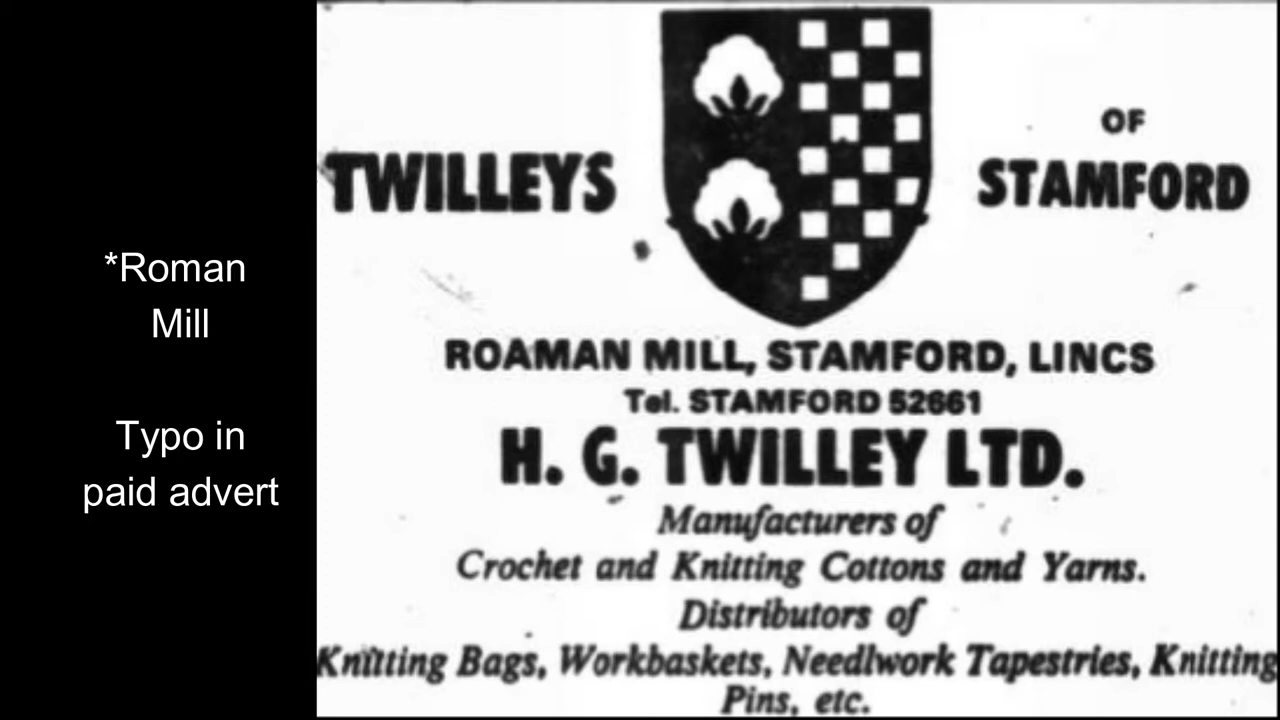 *Roman
Mill
Typo in
paid advert
TWILLEYS
OF
STAMFORD
ROAMAN MILL, STAMFORD, LINCS
Tel. STAMFORD 52661
H. G. TWILLEY LTD.
Manufacturers of
Crochet and Knitting Cottons and Yarns.
Distributors of
Knitting Bags, Workbaskets, Needlwork Tapestries, Knitting
Pins, etc.